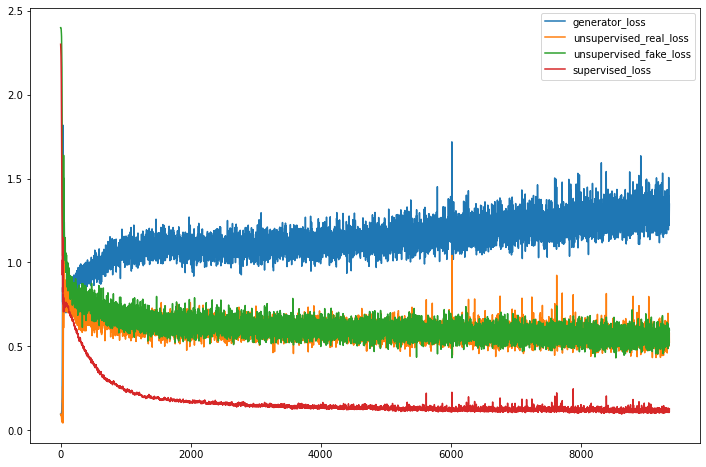 2.5
2.0
1.5
1.0
0.5
0.0
0 2000 4000 6000 8000
generator_loss
unsupervised_real_loss
unsupervised_fake_loss
supervised_loss